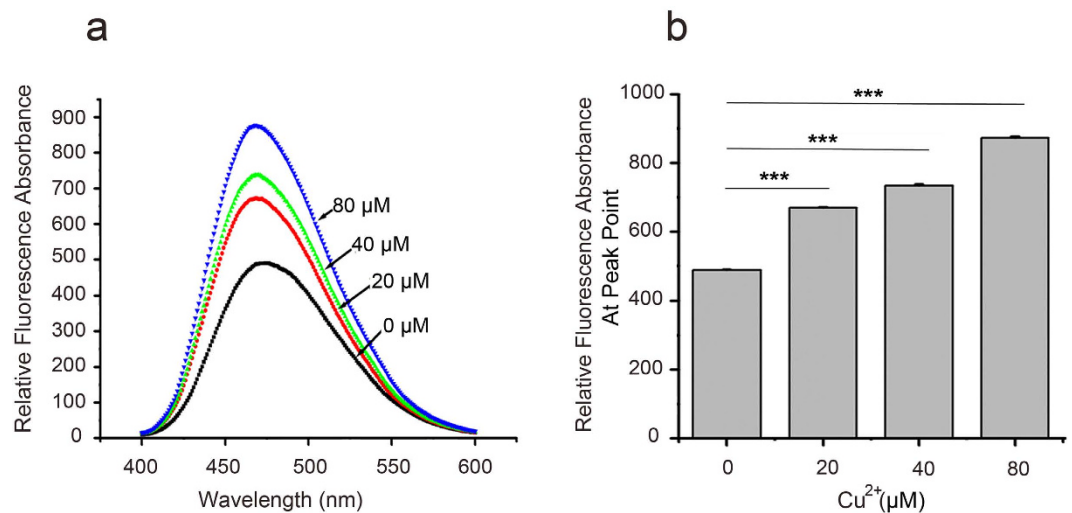 a
Relative Fluorescence Absorbance
900
800
700
600
500
400
300
200
100
0
80 µM
40 µM
20 µM
0 µM
400
450
500
550
600
Wavelength (nm)
b
Relative Fluorescence Absorbance
At Peak Point
1000
800
600
400
200
0
***
***
***
0
20
40
80
Cu²⁺(µM)